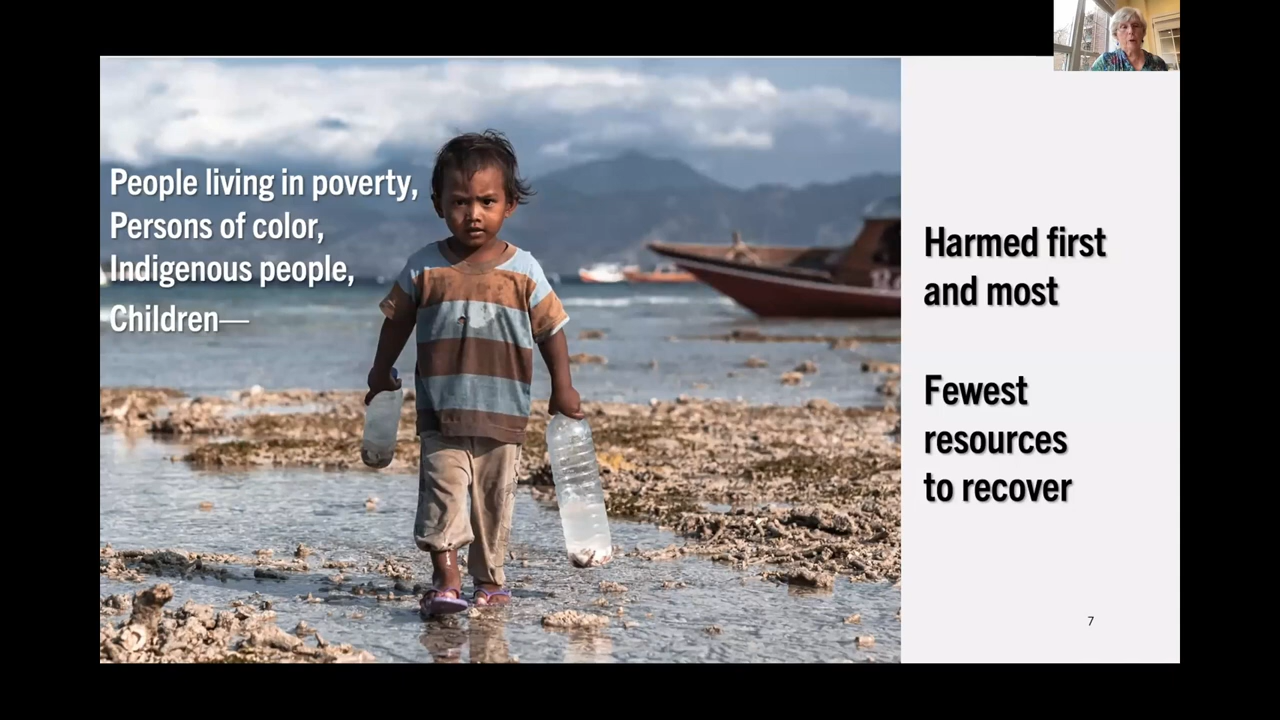 People living in poverty,
Persons of color,
Indigenous people,
Children—
Harmed first
and most
Fewest
resources
to recover
7